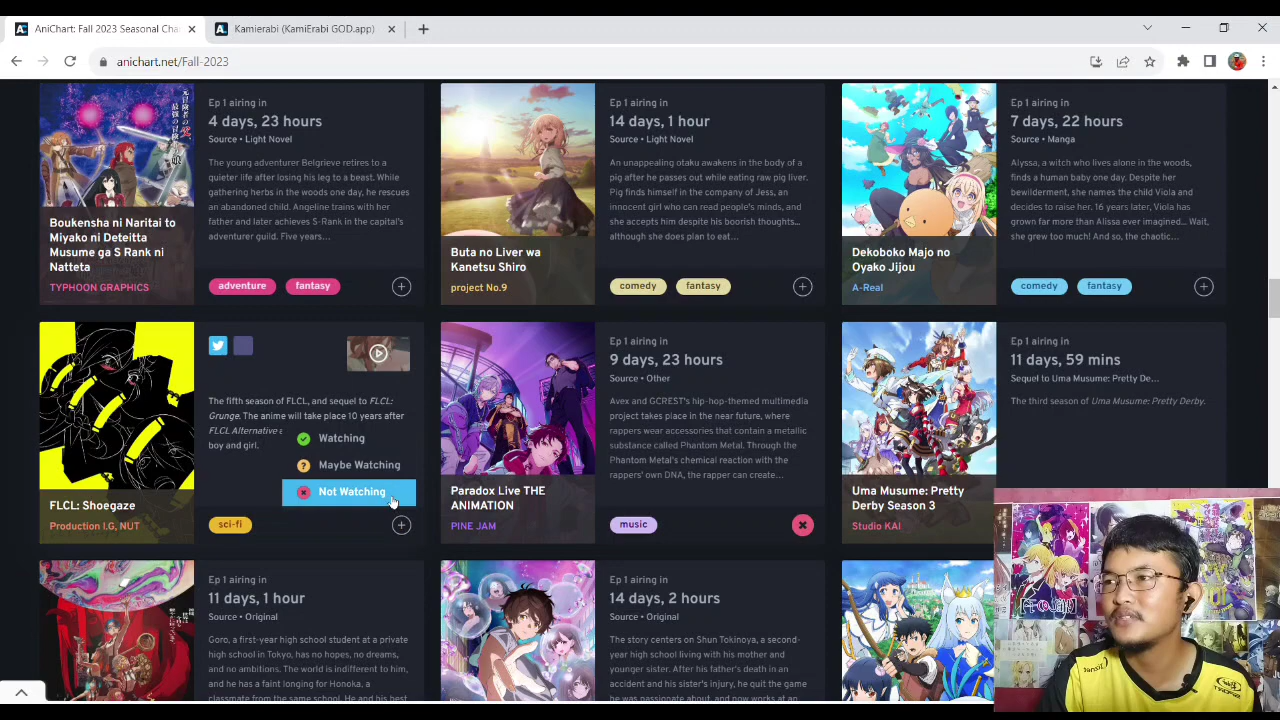 AniChart: Fall 2023 Seasonal Cha
Kamierabi (KamiErabi GOD.app)
anichart.net/Fall-2023
Boukensha ni Naritai to
Miyako ni Deteitta
Musume ga S Rank ni
Natteta
TYPHOON GRAPHICS
Ep 1 airing in
4 days, 23 hours
Source • Light Novel
The young adventurer Belgrieve retires to a
quieter life after losing his leg to a beast. While
gathering herbs in the woods one day, he rescues
an abandoned child. Angeline trains with her
father and later achieves S-Rank in the capital's
adventurer guild. Five years...
adventure
fantasy
Buta no Liver wa
Kanetsu Shiro
project No.9
Ep 1 airing in
14 days, 1 hour
Source • Light Novel
An unappealing otaku awakens in the body of a
pig after he passes out while eating raw pig liver.
Pig finds himself in the company of Jess, an
innocent girl who can read people's minds, and
she accepts him despite his boorish thoughts...
although she does plan to eat...
comedy
fantasy
Dekoboko Majo no
Oyako Jijou
A-Real
Ep 1 airing in
7 days, 22 hours
Source • Manga
Alyssa, a witch who lives alone in the woods,
finds a human baby one day. Despite her
bewilderment, she names the child Viola and
decides to raise her. 16 years later, Viola has
grown far more than Alissa ever imagined... Wait,
she grew too much! And so, the chaotic...
comedy
fantasy
FLCL: Shoegaze
Production I.G, NUT
The fifth season of FLCL, and sequel to FLCL:
Grunge. The anime will take place 10 years after
FLCL Alternative
boy and girl.
Watching
Maybe Watching
Not Watching
sci-fi
Paradox Live THE
ANIMATION
PINE JAM
Ep 1 airing in
9 days, 23 hours
Source • Other
Avex and GCREST's hip-hop-themed multimedia
project takes place in the near future, where
rappers wear accessories that contain a metallic
substance called Phantom Metal. Through the
Phantom Metal's chemical reaction with the
rappers' own DNA, the rapper can create...
music
Uma Musume: Pretty
Derby Season 3
Studio KAI
Ep 1 airing in
11 days, 59 mins
Sequel to Uma Musume: Pretty De...
The third season of Uma Musume: Pretty Derby.
Ep 1 airing in
11 days, 1 hour
Source • Original
Goro, a first-year high school student at a private
high school in Tokyo, has no hopes, no dreams,
and no ambitions. The world is indifferent to him,
and he has a faint longing for Honoka, a
classmate from the same school. He and his best
Ep 1 airing in
14 days, 2 hours
Source • Original
The story centers on Shun Tokinoya, a second-
year high school living with his mother and
younger sister. After his father's death in an
accident and his sister's injury, he quit the game
he was passionate about, and now works at an